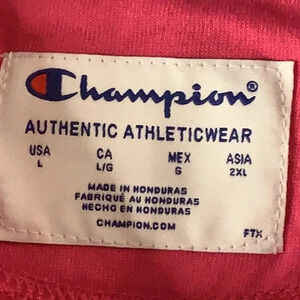 Champion®
AUTHENTIC ATHLETICWEAR
USA CA MEX ASIA
L L/G G 2XL
MADE IN HONDURAS
FABRIQUÉ AU HONDURAS
HECHO EN HONDURAS
CHAMPION.COM
FTX